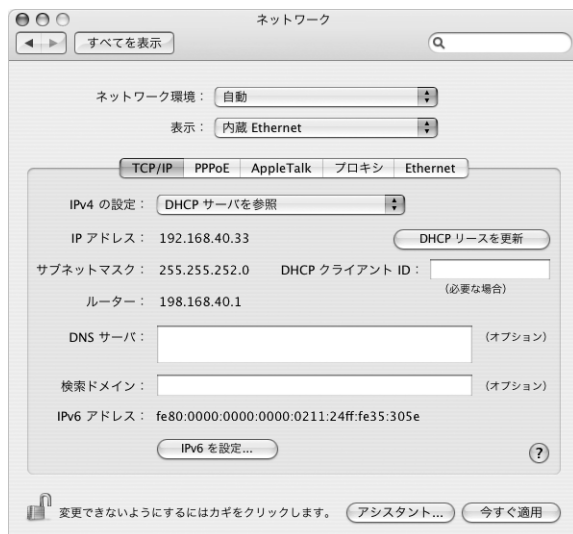 ネットワーク
すべてを表示
ネットワーク環境： 自動
表示： 内蔵 Ethernet
TCP/IP PPPoE AppleTalk プロキシ Ethernet
IPv4 の設定： DHCP サーバを参照
IP アドレス： 192.168.40.33 DHCP リースを更新
サブネットマスク： 255.255.252.0 DHCP クライアント ID：
（必要な場合）
ルーター： 198.168.40.1
DNS サーバ： （オプション）
検索ドメイン： （オプション）
IPv6 アドレス： fe80:0000:0000:0000:0211:24ff:fe35:305e
IPv6 を設定... ?
変更できないようにするにはカギをクリックします。 アシスタント... 今すぐ適用